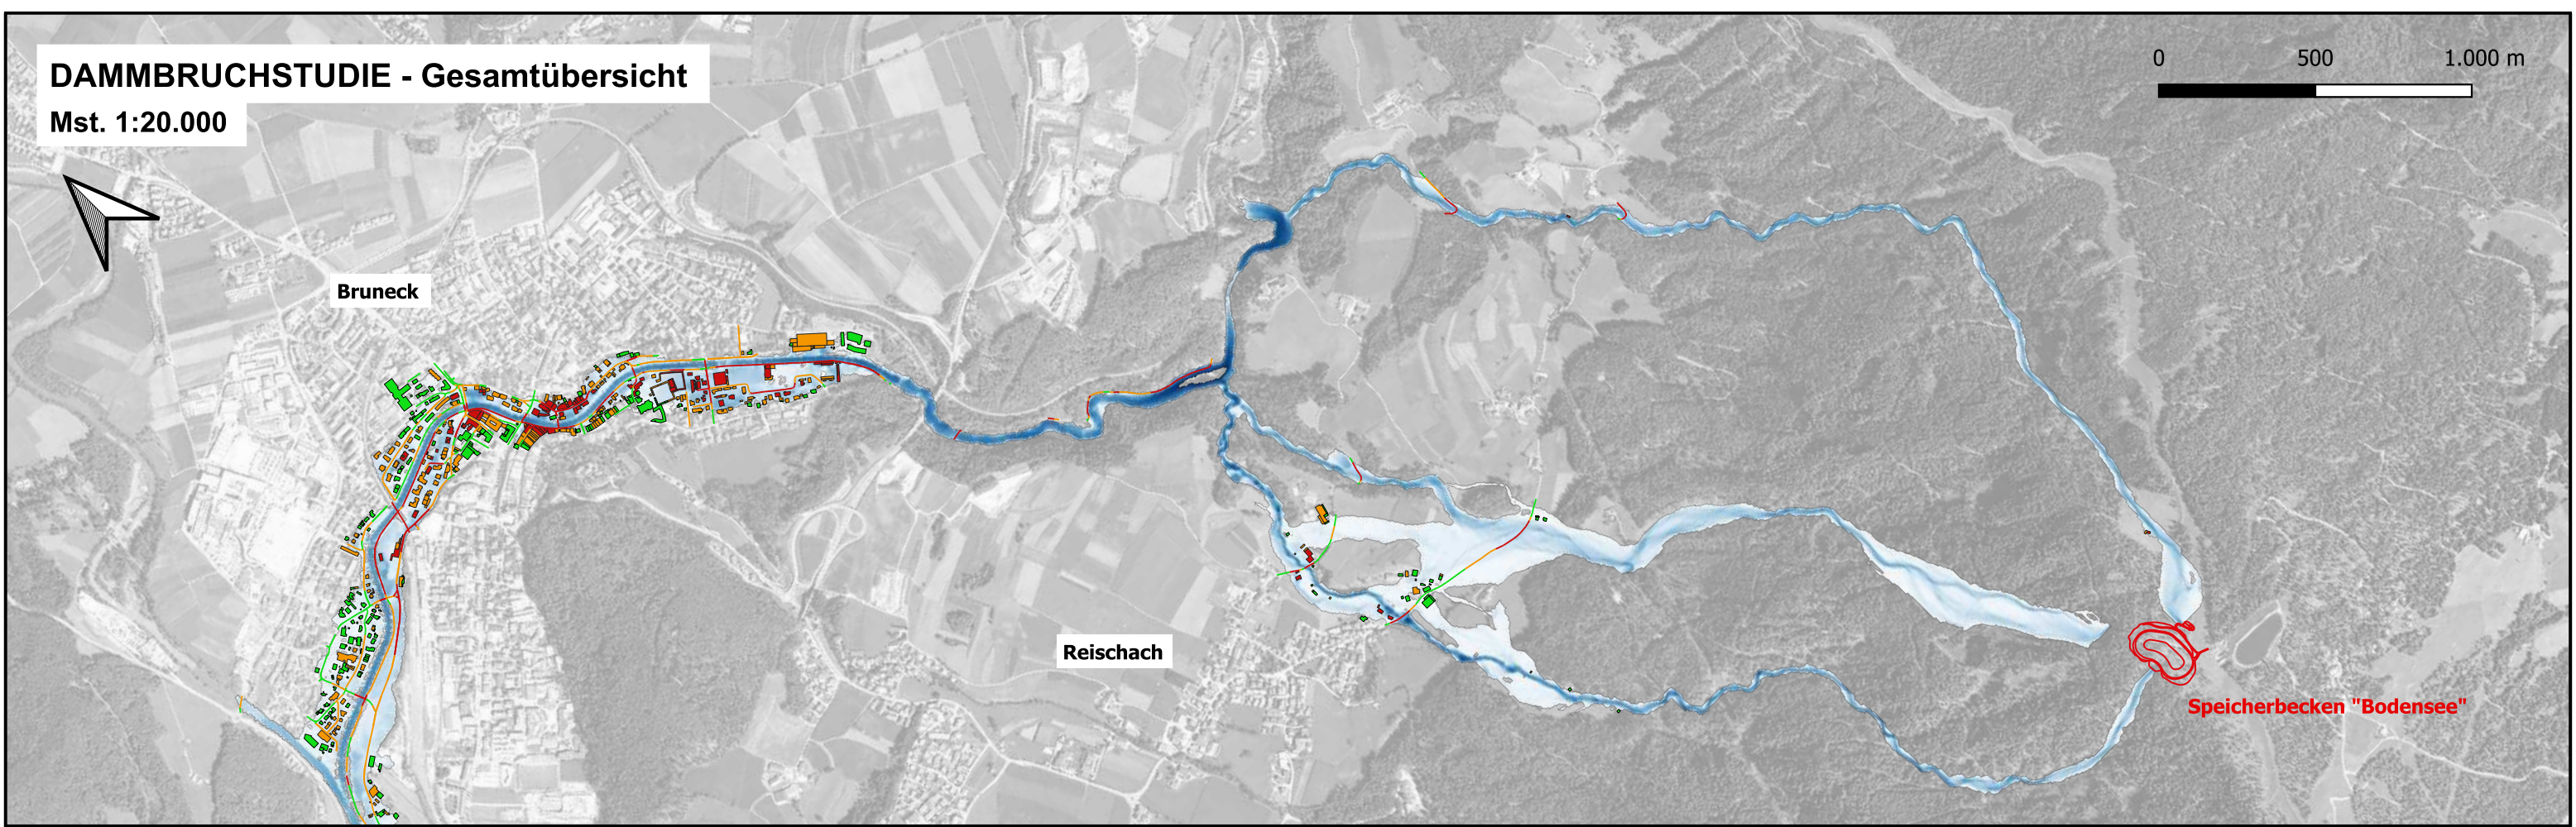 DAMMBRUCHSTUDIE - Gesamtübersicht
Mst. 1:20.000
0 500 1.000 m
Bruneck
Reischach
Speicherbecken "Bodensee"